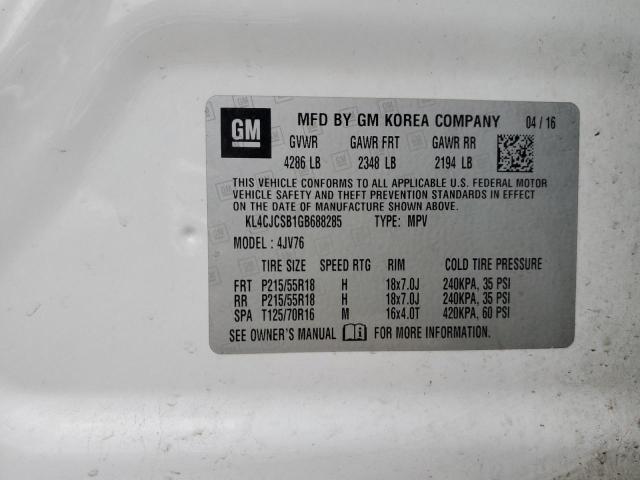 GM
MFD BY GM KOREA COMPANY 04 / 16
GVWR GAWR FRT GAWR RR
4286 LB 2348 LB 2194 LB
THIS VEHICLE CONFORMS TO ALL APPLICABLE U.S. FEDERAL MOTOR
VEHICLE SAFETY AND THEFT PREVENTION STANDARDS IN EFFECT ON
THE DATE OF MANUFACTURE SHOWN ABOVE.
KL4CJCSB1GB688285 TYPE: MPV
MODEL : 4JV76
TIRE SIZE SPEED RTG RIM COLD TIRE PRESSURE
FRT P215/55R18 H 18x7.0J 240KPA, 35 PSI
RR P215/55R18 H 18x7.0J 240KPA, 35 PSI
SPA T125/70R16 M 16x4.0T 420KPA, 60 PSI
SEE OWNER'S MANUAL FOR MORE INFORMATION.